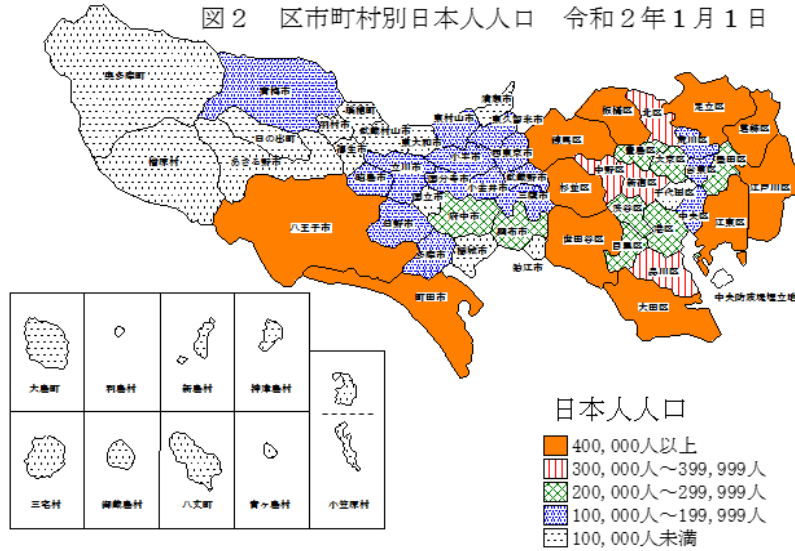 図２　区市町村別日本人人口　令和２年１月１日
奥多摩町
青梅市
瑞穂町
清瀬市
東村山市
東久留米市
羽村市
武蔵村山市
日の出町
福生市
東大和市
小平市
西東京市
檜原村
あきる野市
立川市
昭島市
国分寺市
武蔵野市
小金井市
三鷹市
国立市
府中市
調布市
八王子市
日野市
多摩市
稲城市
狛江市
町田市
板橋区
北区
足立区
葛飾区
練馬区
豊島区
荒川区
文京区
台東区
墨田区
中野区
新宿区
千代田区
杉並区
江戸川区
渋谷区
中央区
江東区
港区
世田谷区
目黒区
品川区
大田区
中央防波堤埋立地
大島町
利島村
新島村
神津島村
三宅村
御蔵島村
八丈町
青ヶ島村
小笠原村
日本人人口
400,000人以上
300,000人～399,999人
200,000人～299,999人
100,000人～199,999人
100,000人未満